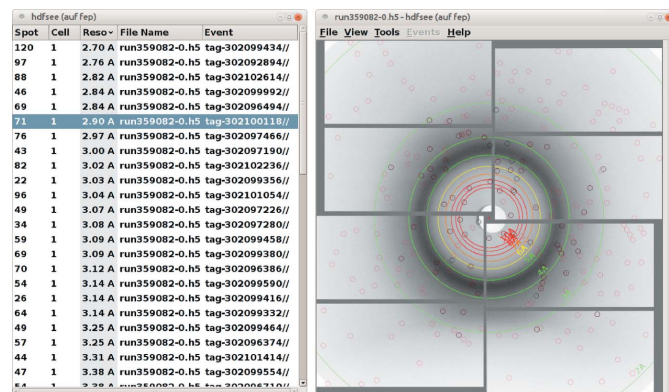 hdfsee (auf fep)
Spot Cell Reso File Name Event
120 1 2.70 A run359082-0.h5 tag-302099434//
97 1 2.76 A run359082-0.h5 tag-302092894//
88 1 2.82 A run359082-0.h5 tag-302102614//
46 1 2.84 A run359082-0.h5 tag-302099992//
69 1 2.84 A run359082-0.h5 tag-302096494//
71 1 2.90 A run359082-0.h5 tag-302100118//
76 1 2.97 A run359082-0.h5 tag-302097466//
43 1 3.00 A run359082-0.h5 tag-302097190//
82 1 3.02 A run359082-0.h5 tag-302102236//
22 1 3.03 A run359082-0.h5 tag-302099356//
96 1 3.04 A run359082-0.h5 tag-302101054//
49 1 3.07 A run359082-0.h5 tag-302097226//
34 1 3.08 A run359082-0.h5 tag-302097280//
59 1 3.09 A run359082-0.h5 tag-302099458//
69 1 3.09 A run359082-0.h5 tag-302099380//
70 1 3.12 A run359082-0.h5 tag-302096386//
54 1 3.14 A run359082-0.h5 tag-302099590//
26 1 3.14 A run359082-0.h5 tag-302099416//
64 1 3.14 A run359082-0.h5 tag-302099332//
49 1 3.25 A run359082-0.h5 tag-302099464//
57 1 3.25 A run359082-0.h5 tag-302096374//
44 1 3.31 A run359082-0.h5 tag-302101414//
47 1 3.38 A run359082-0.h5 tag-302099554//
54 1 3.38 A run359082-0.h5
run359082-0.h5 - hdfsee (auf fep)
File View Tools Events Help